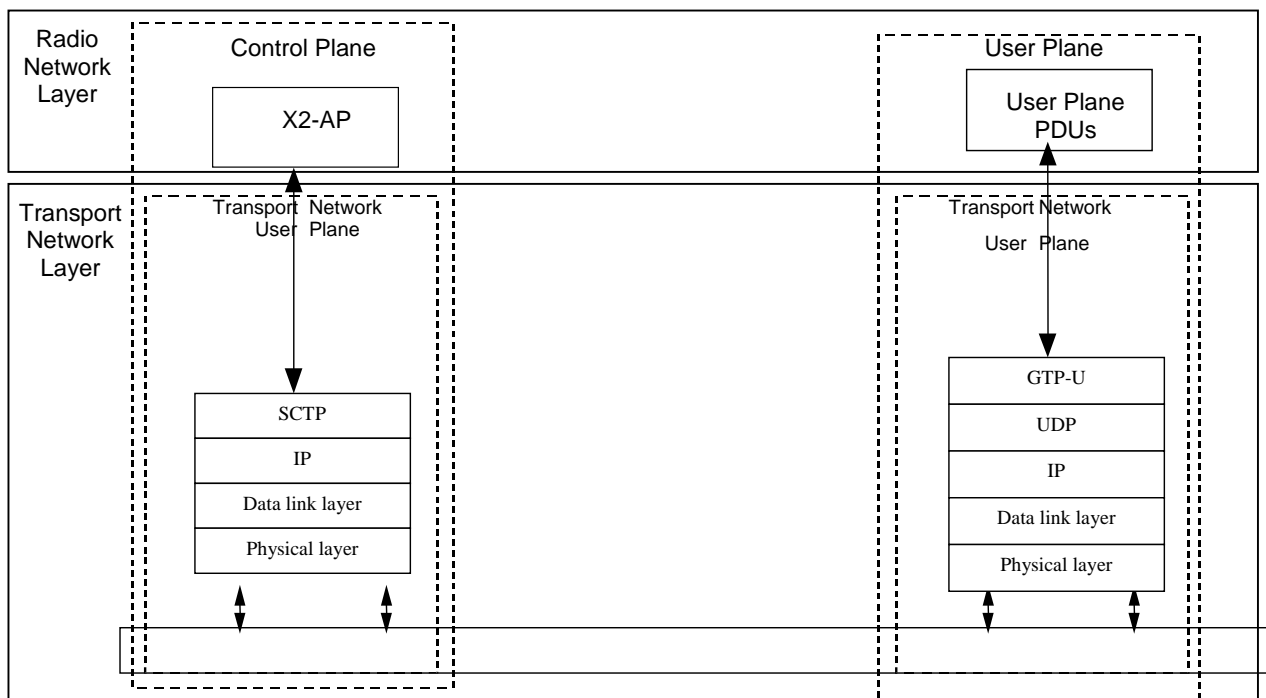 Radio
Network
Layer
Control Plane
X2-AP
User Plane
User Plane
PDUs
Transport
Network
Layer
Transport Network
User Plane
SCTP
IP
Data link layer
Physical layer
Transport Network
User Plane
GTP-U
UDP
IP
Data link layer
Physical layer